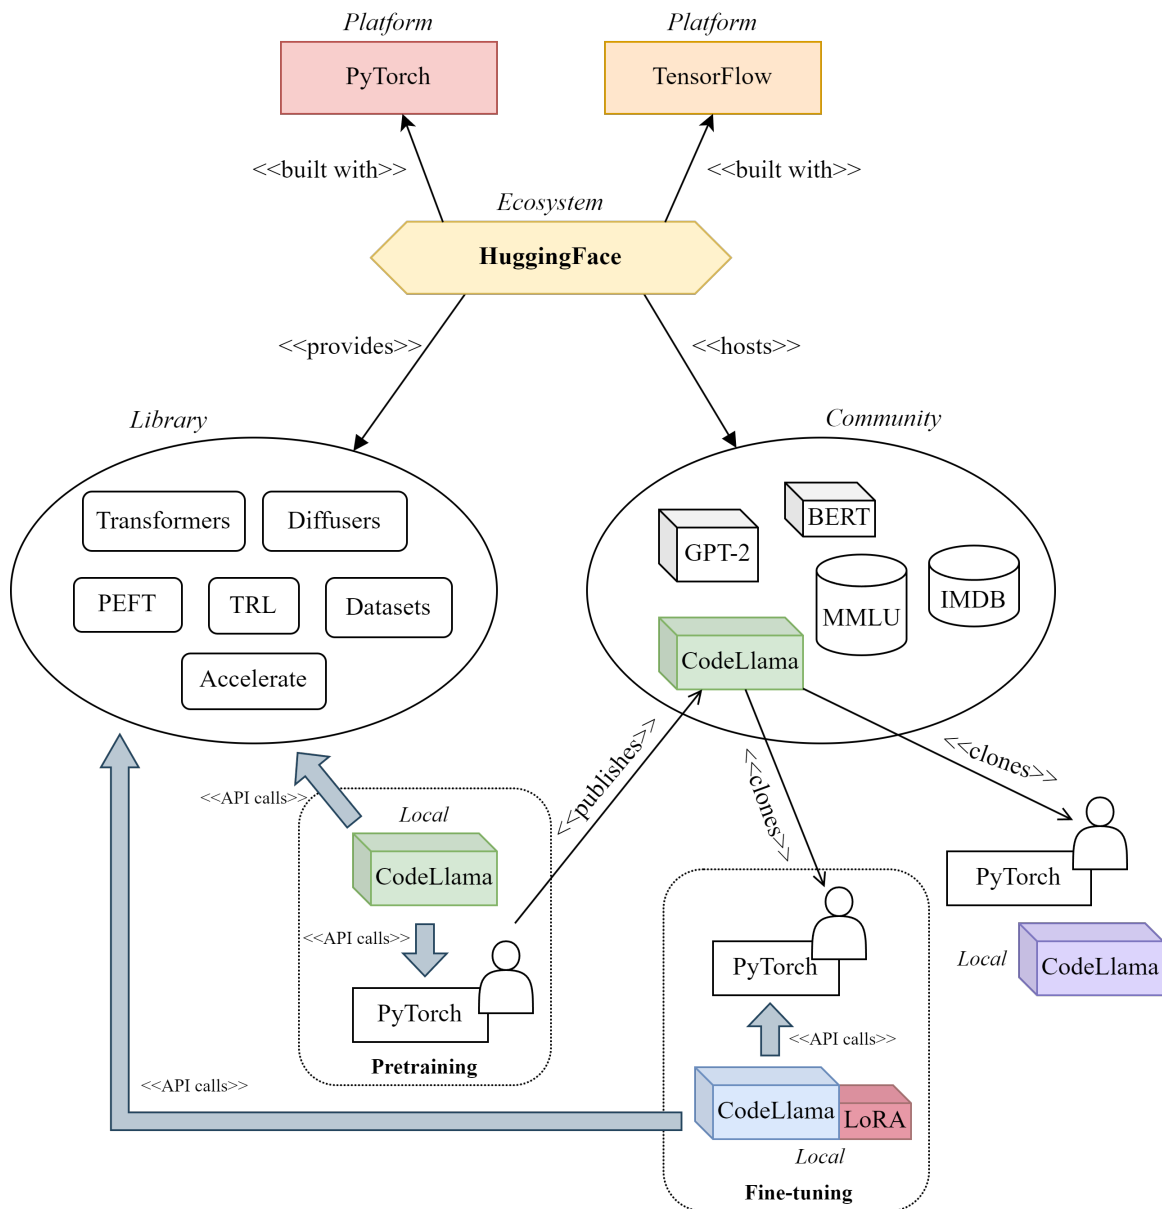 Platform
Platform
PyTorch
TensorFlow
<<built with>>
<<built with>>
Ecosystem
HuggingFace
<<provides>>
<<hosts>>
Library
Community
Transformers
Diffusers
PEFT
TRL
Datasets
Accelerate
BERT
GPT-2
MMLU
IMDB
CodeLlama
<<publishes>>
<<clones>>
<<clones>>
<<API calls>>
Local
CodeLlama
<<API calls>>
PyTorch
Pretraining
<<API calls>>
PyTorch
<<API calls>>
CodeLlama
LoRA
Local
Fine-tuning
PyTorch
Local
CodeLlama